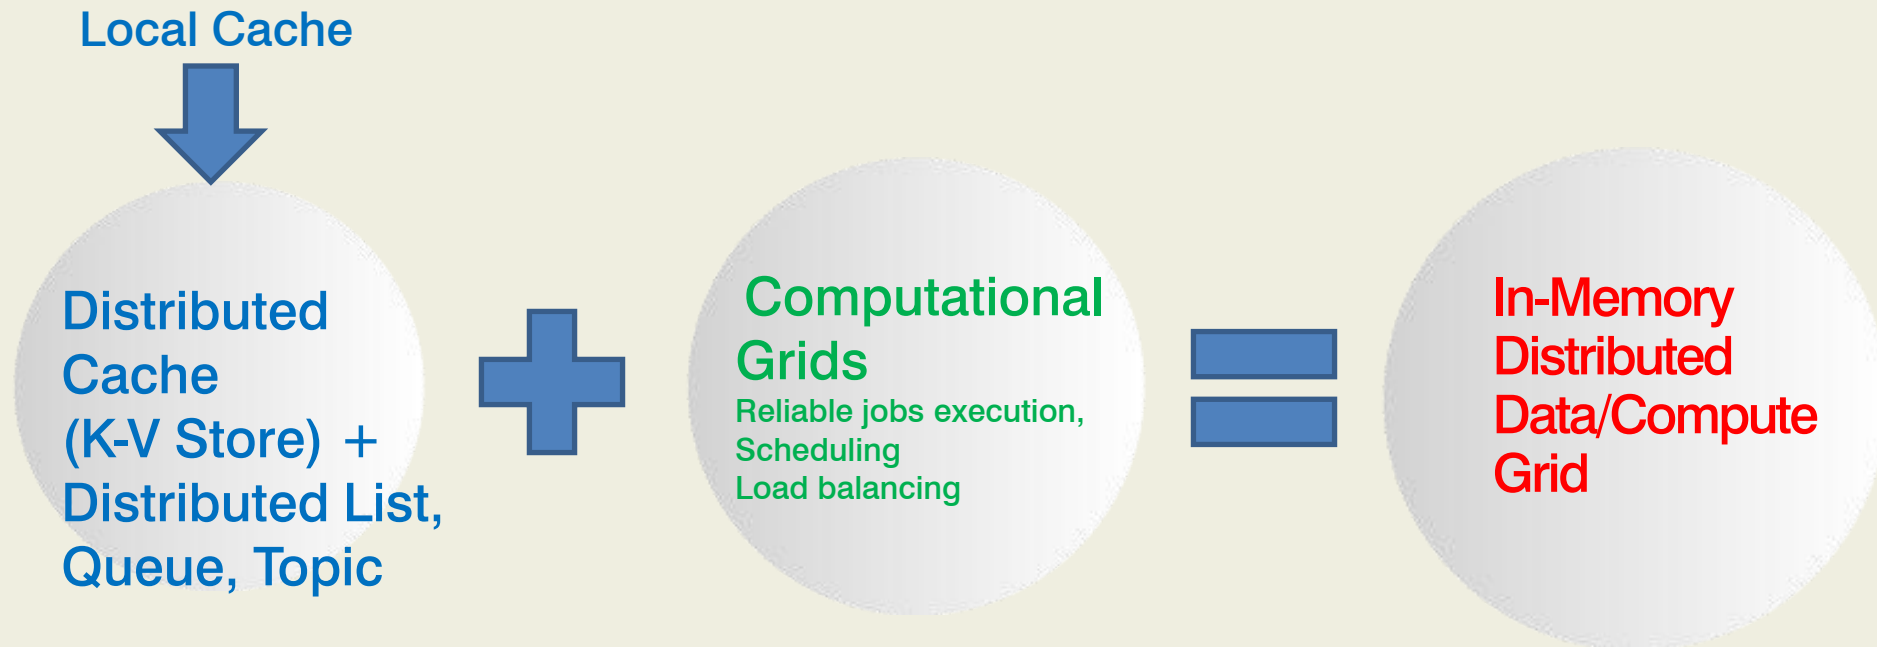 Local Cache
Distributed
Cache
(K-V Store) +
Distributed List,
Queue, Topic
Computational
Grids
Reliable jobs execution,
Scheduling
Load balancing
In-Memory
Distributed
Data/Compute
Grid